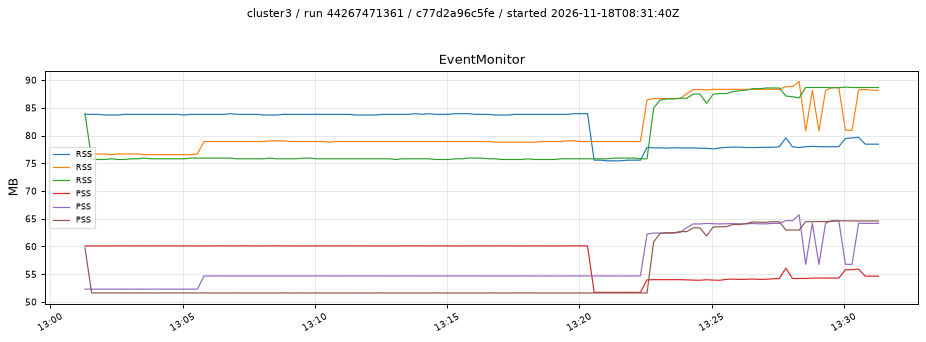 cluster3 / run 44267471361 / c77d2a96c5fe / started 2026-11-18T08:31:40Z
EventMonitor
MB
90
85
80
75
70
65
60
55
50
RSS
RSS
RSS
PSS
PSS
PSS
13:00
13:05
13:10
13:15
13:20
13:25
13:30